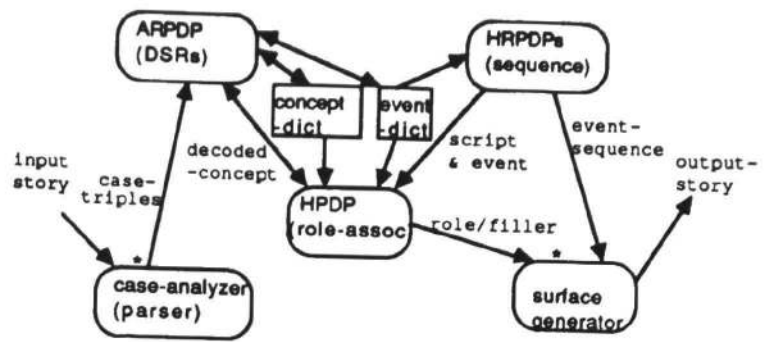 ARPDP
(DSRs)
HRPDPs
(sequence)
concept
-dict
event
-dict
input
story
case-
triples
decoded
-concept
script
& event
event-
sequence
output-
story
HPDP
(role-assoc
role/filler
*
case-analyzer
(parser)
*
surface
generator